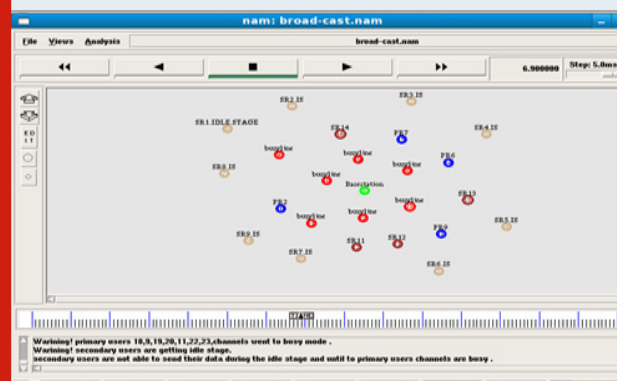 nam: broad-cast.nam
File Views Analysis broad-cast.nam
6.900000 Step: 5.0ms
SR2.IS
SR3.IS
SR1.IDLE STAGE
SR14
PR7
SR4.IS
busyline
busyline
PR6
SR0.IS
busyline
busyline
Basestation
SR13
PR2
busyline
busyline
busyline
SR5.IS
PR9
SR9.IS
SR11
SR12
SR7.IS
SR6.IS
Warining! primary users 18,9,19,20,11,22,23,channels went to busy mode .
Warining! secondary users are getting idle stage.
secondary users are not able to send their data during the idle stage and until to primary users channels are busy .